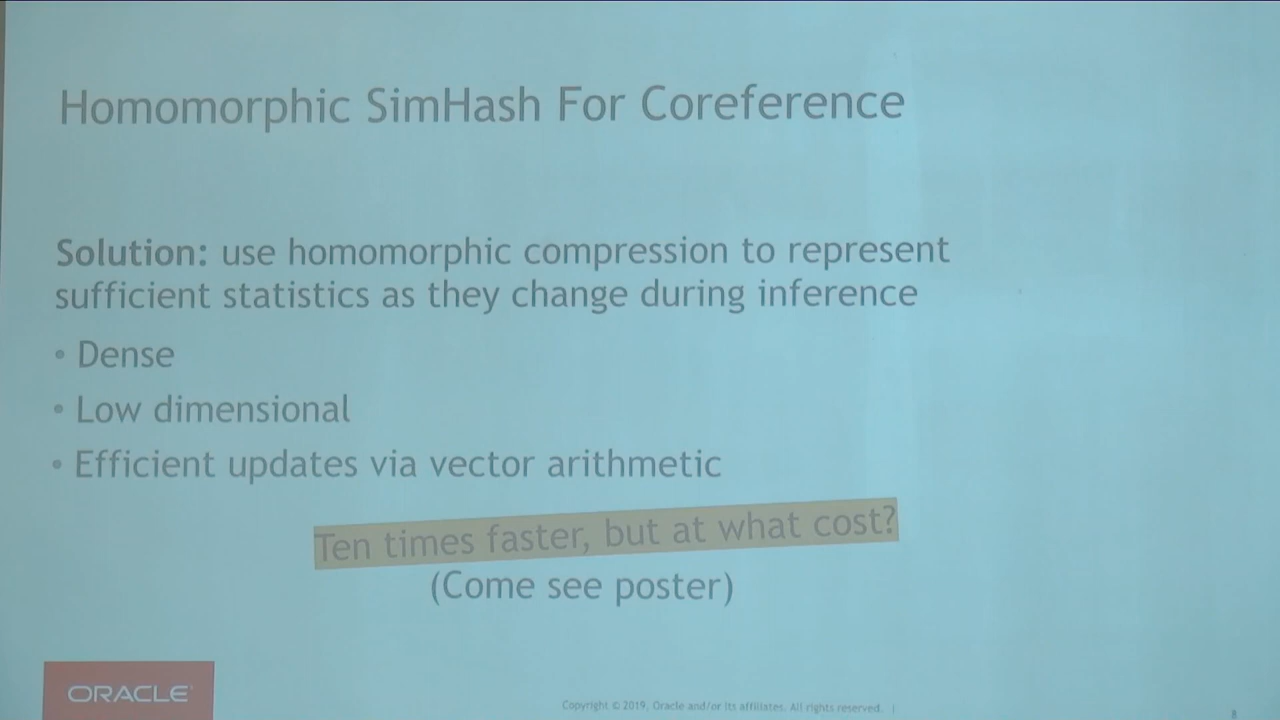 Homomorphic SimHash For Coreference
Solution: use homomorphic compression to represent
sufficient statistics as they change during inference
• Dense
• Low dimensional
• Efficient updates via vector arithmetic
Ten times faster, but at what cost?
(Come see poster)
ORACLE
Copyright © 2019, Oracle and/or its affiliates. All rights reserved. |
8